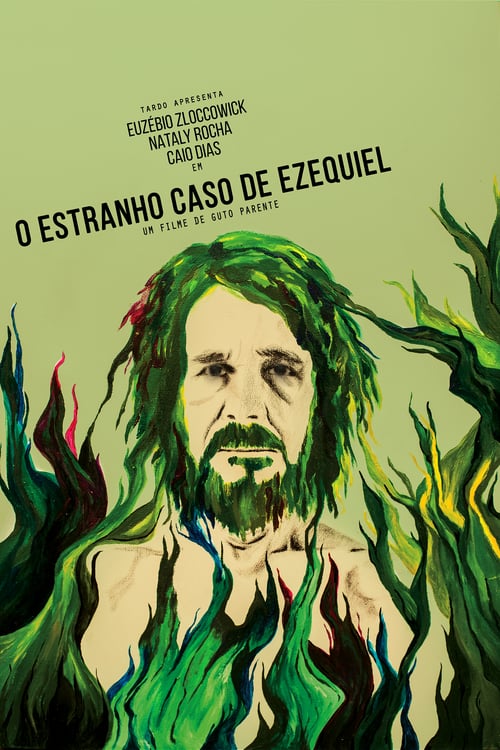 TARDO APRESENTA
EUZÉBIO ZLOCCOWICK
NATALY ROCHA
CAIO DIAS
EM
O ESTRANHO CASO DE EZEQUIEL
UM FILME DE GUTO PARENTE